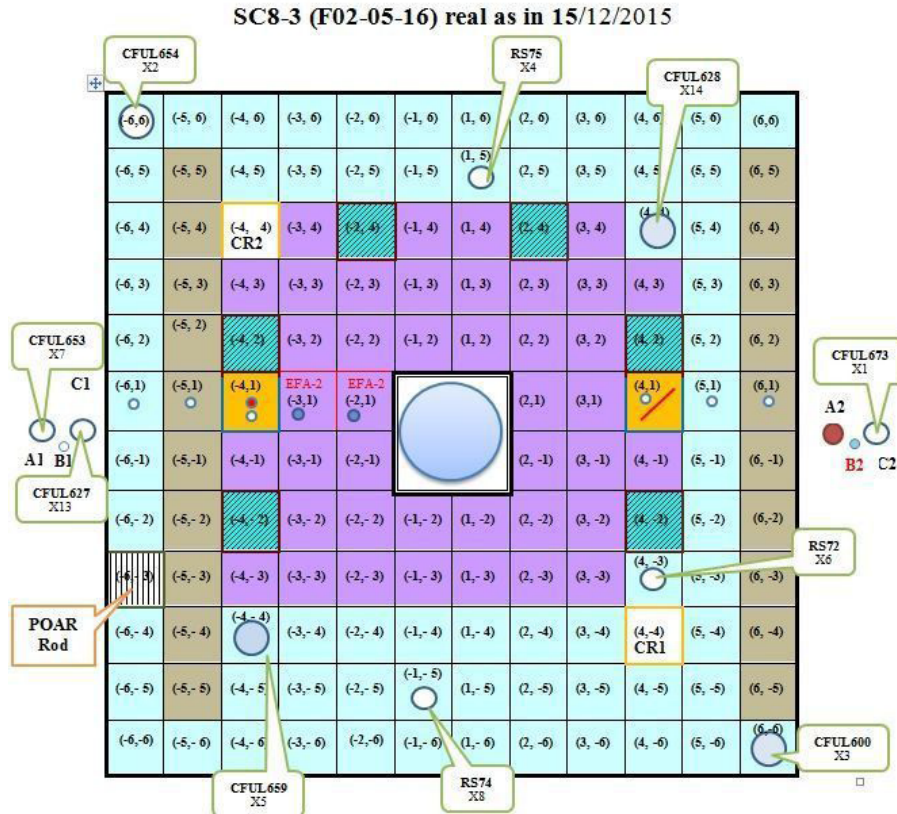 SC8-3 (F02-05-16) real as in 15/12/2015
CFUL654
X2
RS75
X4
CFUL628
X14
(-6,6) (-5, 6) (-4, 6) (-3, 6) (-2, 6) (-1, 6) (1, 6) (2, 6) (3, 6) (4, 6) (5, 6) (6,6)
(-6, 5) (-5, 5) (-4, 5) (-3, 5) (-2, 5) (-1, 5) (1, 5) (2, 5) (3, 5) (4, 5) (5, 5) (6, 5)
(-6, 4) (-5, 4) (-4, 4) (-3, 4) (-2, 4) (-1, 4) (1, 4) (2, 4) (3, 4) (5, 4) (6, 4)
CR2
(-6, 3) (-5, 3) (-4, 3) (-3, 3) (-2, 3) (-1, 3) (1, 3) (2, 3) (3, 3) (4, 3) (5, 3) (6, 3)
(-6, 2) (-5, 2) (-4, 2) (-3, 2) (-2, 2) (-1, 2) (1, 2) (2, 2) (3, 2) (4, 2) (5, 2) (6, 2)
CFUL653
X7
CFUL673
X1
C1
EFA-2 EFA-2
(-6,1) (-5,1) (-4,1) (-3,1) (-2,1) (2,1) (3,1) (4,1) (5,1) (6,1)
A2
A1 B1
B2 C2
(-6,-1) (-5,-1) (-4,-1) (-3,-1) (-2,-1) (2, -1) (3, -1) (4, -1) (5, -1) (6, -1)
CFUL627
X13
(-6,- 2) (-5,- 2) (-4,- 2) (-3,- 2) (-2,- 2) (-1,- 2) (1, -2) (2, -2) (3, -2) (4, -2) (5, -2) (6,-2)
RS72
X6
(-6,- 3) (-5,- 3) (-4,- 3) (-3,- 3) (-2,- 3) (-1,- 3) (1,- 3) (2, -3) (3, -3) (4, -3) (5, -3) (6, -3)
POAR
Rod
(-6,- 4) (-5,- 4) (-4,- 4) (-3,- 4) (-2,- 4) (-1,- 4) (1,- 4) (2, -4) (3, -4) (4,-4) (5, -4) (6, -4)
CR1
(-6,- 5) (-5,- 5) (-4,- 5) (-3,- 5) (-2,- 5) (-1,- 5) (1,- 5) (2, -5) (3, -5) (4, -5) (5, -5) (6, -5)
(-6,-6) (-5,- 6) (-4,- 6) (-3,- 6) (-2,-6) (-1,- 6) (1,- 6) (2, -6) (3, -6) (4, -6) (5, -6) (6,-6)
CFUL600
X3
CFUL659
X5
RS74
X8